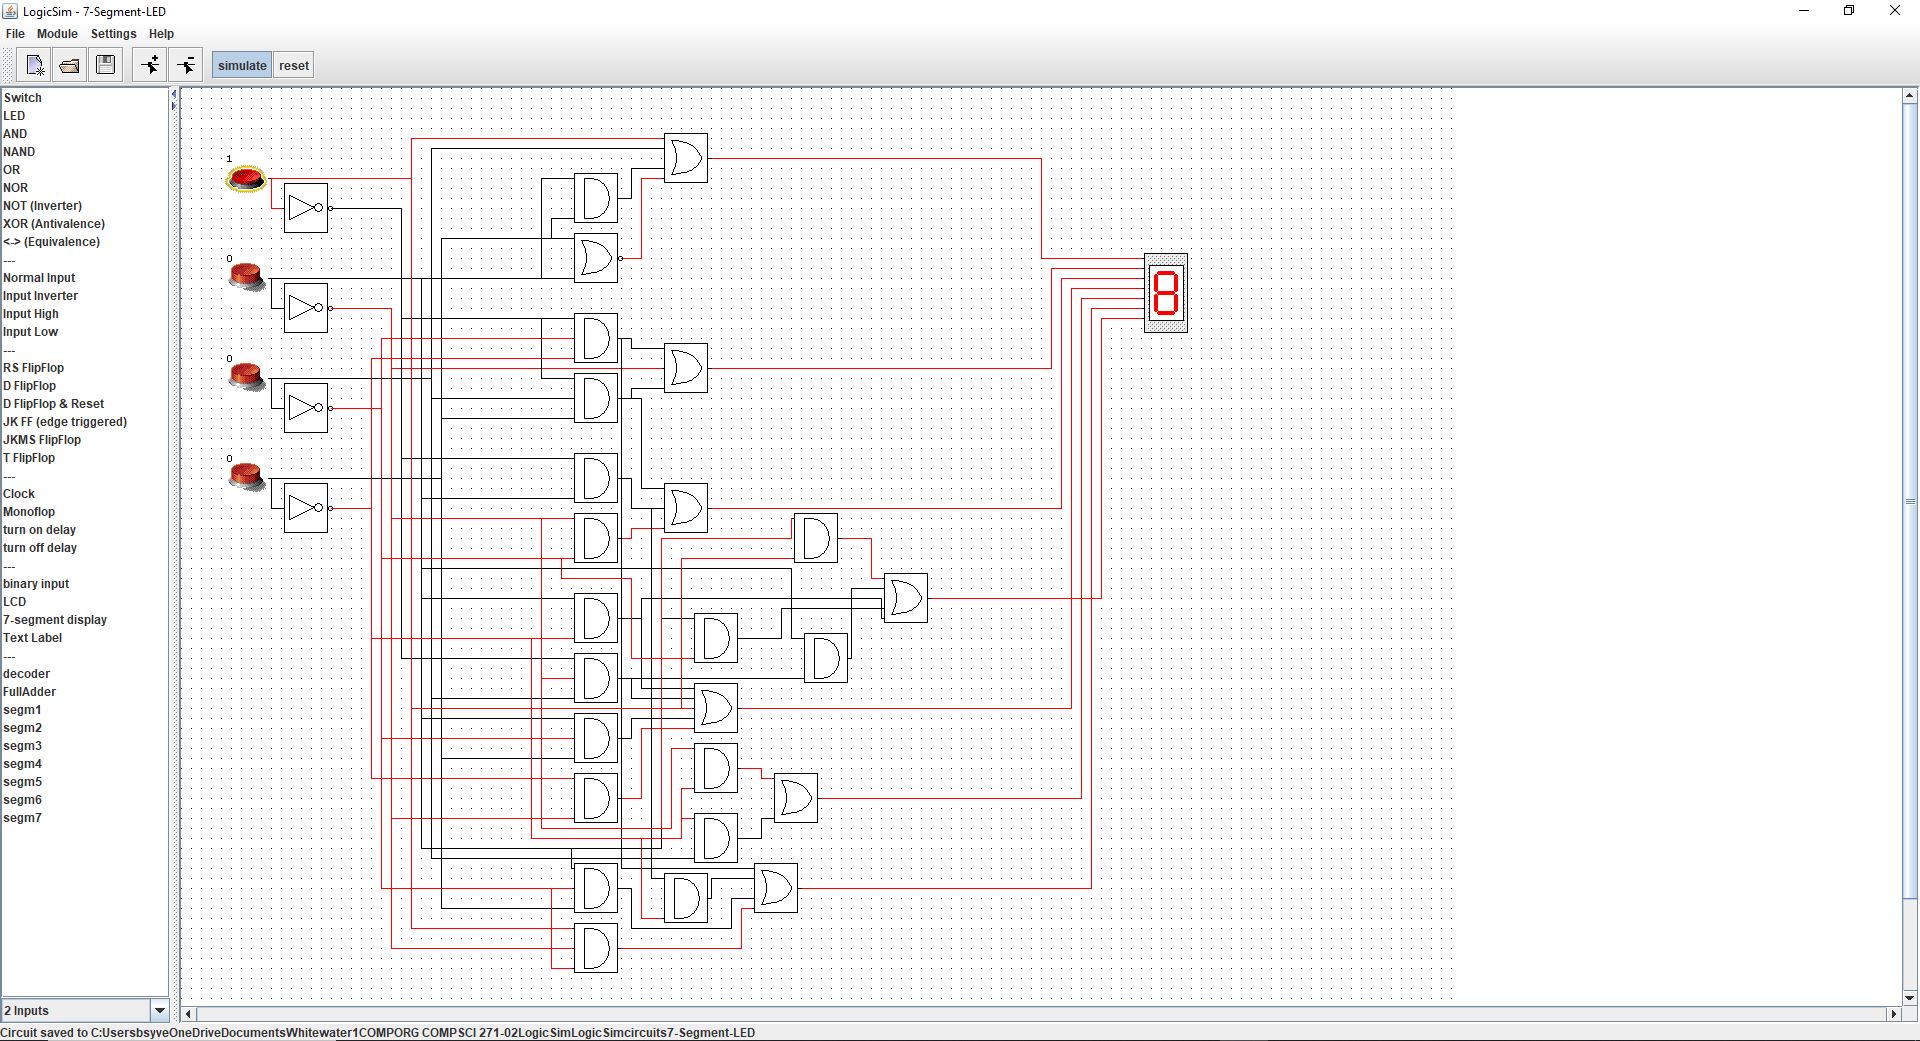 LogicSim - 7-Segment-LED
File Module Settings Help
simulate reset
Switch
LED
AND
NAND
OR
NOR
NOT (Inverter)
XOR (Antivalence)
<-> (Equivalence)
---
Normal Input
Input Inverter
Input High
Input Low
---
RS FlipFlop
D FlipFlop
D FlipFlop & Reset
JK FF (edge triggered)
JKMS FlipFlop
T FlipFlop
---
Clock
Monoflop
turn on delay
turn off delay
---
binary input
LCD
7-segment display
Text Label
---
decoder
FullAdder
segm1
segm2
segm3
segm4
segm5
segm6
segm7
2 Inputs
1
0
0
0
8
Circuit saved to C:UsersbsyveOneDriveDocumentsWhitewater1COMPORG COMPSCI 271-02LogicSimLogicSimcircuits7-Segment-LED